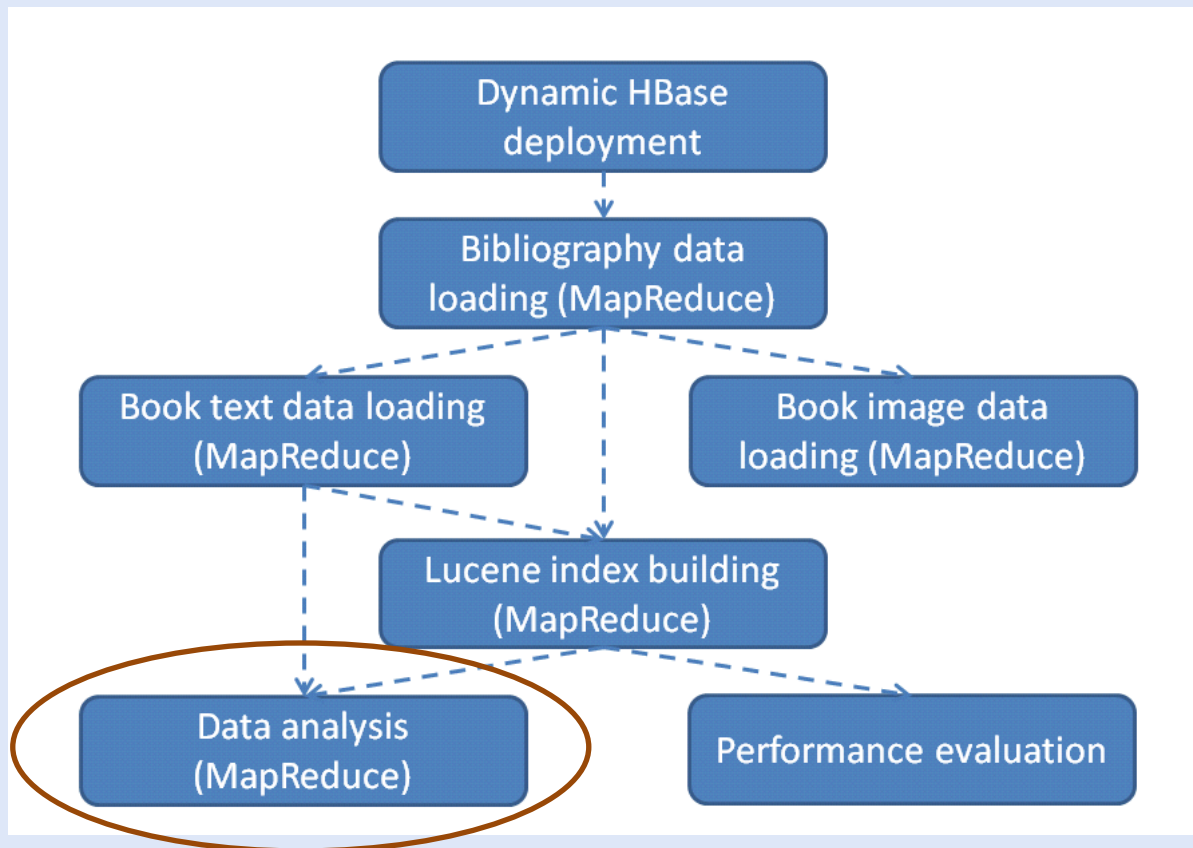 Dynamic HBase
deployment
Bibliography data
loading (MapReduce)
Book text data loading
(MapReduce)
Book image data
loading (MapReduce)
Lucene index building
(MapReduce)
Data analysis
(MapReduce)
Performance evaluation